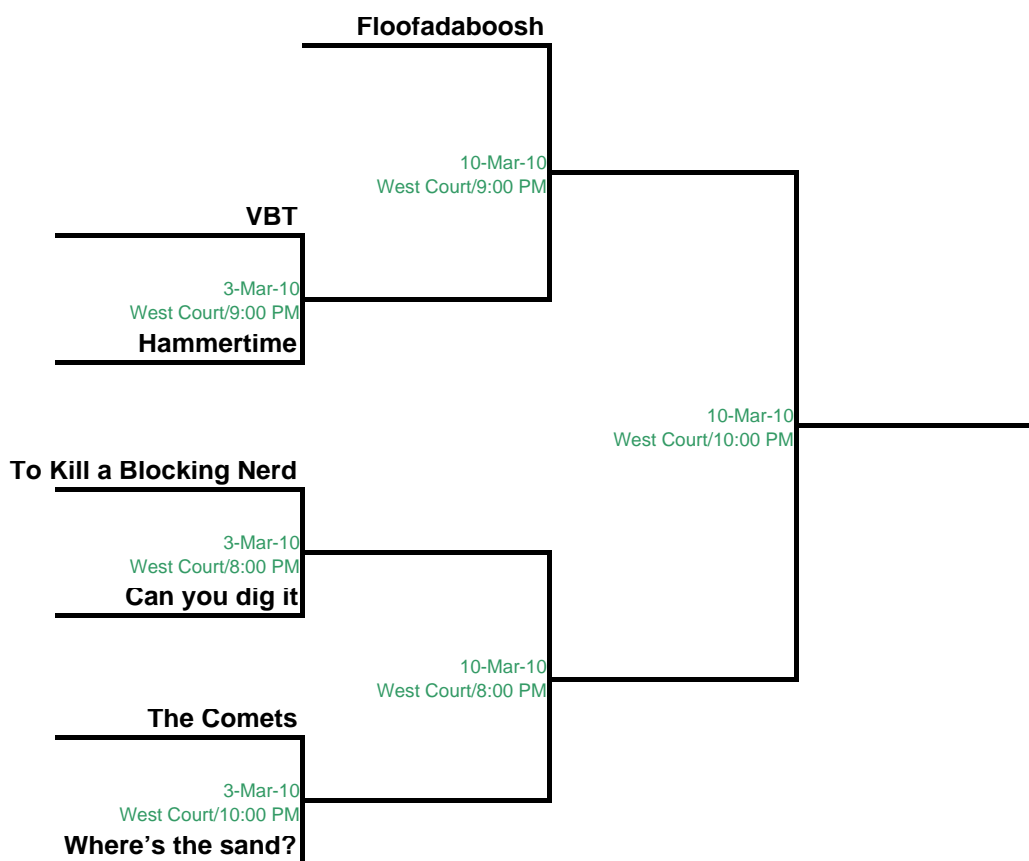 Floofadaboosh
10-Mar-10
West Court/9:00 PM
VBT
3-Mar-10
West Court/9:00 PM
Hammertime
10-Mar-10
West Court/10:00 PM
To Kill a Blocking Nerd
3-Mar-10
West Court/8:00 PM
Can you dig it
10-Mar-10
West Court/8:00 PM
The Comets
3-Mar-10
West Court/10:00 PM
Where’s the sand?